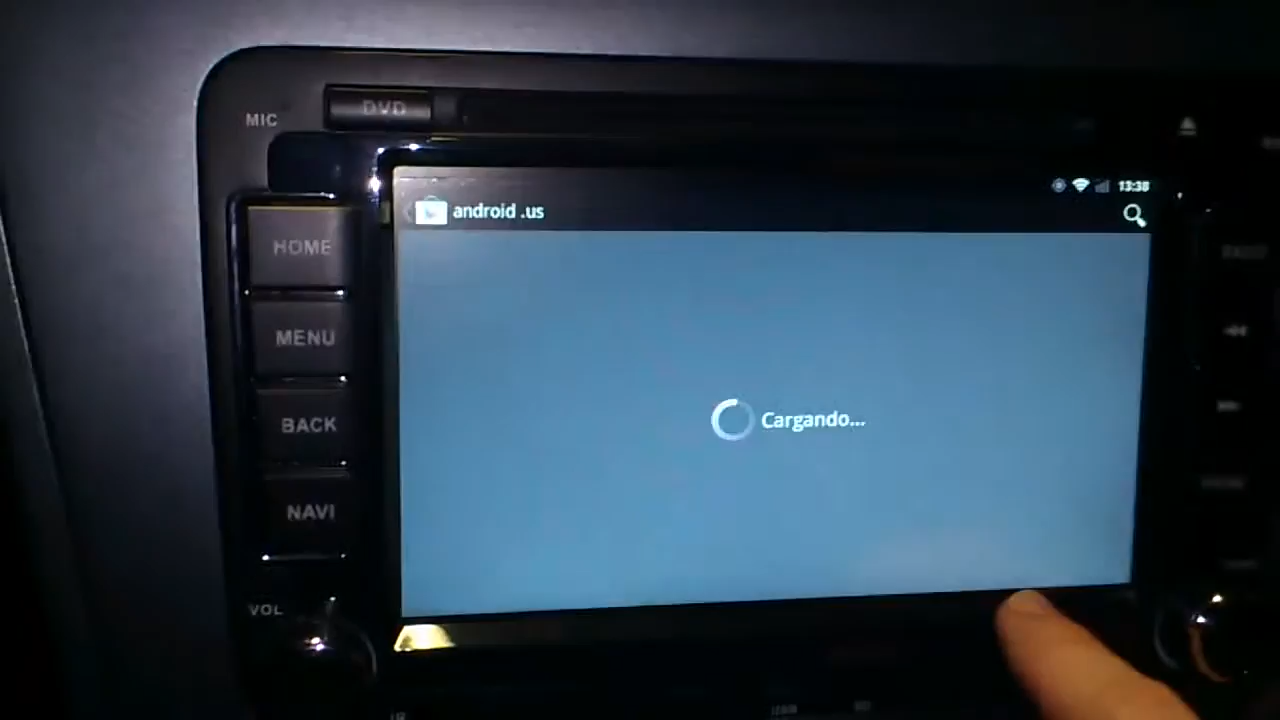 DVD
MIC
13:38
android .us
HOME
MENU
Cargando...
BACK
NAVI
VOL